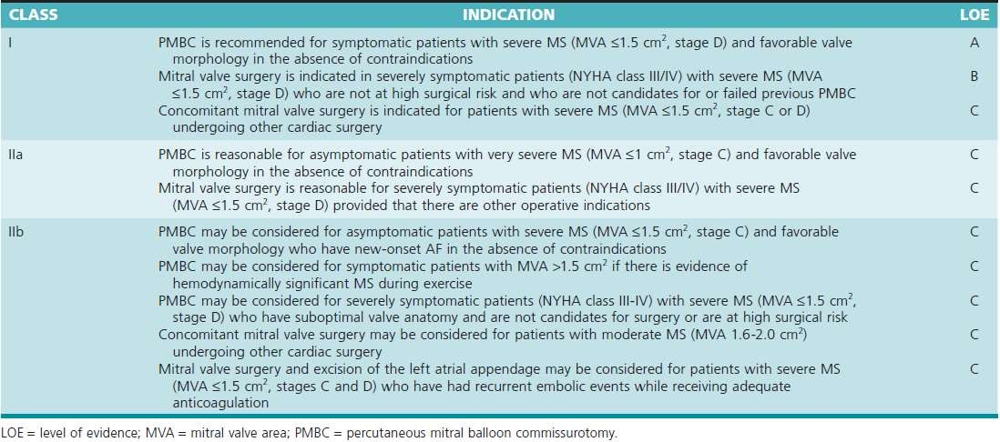 CLASS INDICATION LOE
I PMBC is recommended for symptomatic patients with severe MS (MVA ≤1.5 cm², stage D) and favorable valve A
morphology in the absence of contraindications
Mitral valve surgery is indicated in severely symptomatic patients (NYHA class III/IV) with severe MS (MVA B
≤1.5 cm², stage D) who are not at high surgical risk and who are not candidates for or failed previous PMBC
Concomitant mitral valve surgery is indicated for patients with severe MS (MVA ≤1.5 cm², stage C or D) C
undergoing other cardiac surgery
IIa PMBC is reasonable for asymptomatic patients with very severe MS (MVA ≤1 cm², stage C) and favorable valve C
morphology in the absence of contraindications
Mitral valve surgery is reasonable for severely symptomatic patients (NYHA class III/IV) with severe MS C
(MVA ≤1.5 cm², stage D) provided that there are other operative indications
IIb PMBC may be considered for asymptomatic patients with severe MS (MVA ≤1.5 cm², stage C) and favorable C
valve morphology who have new-onset AF in the absence of contraindications
PMBC may be considered for symptomatic patients with MVA >1.5 cm² if there is evidence of C
hemodynamically significant MS during exercise
PMBC may be considered for severely symptomatic patients (NYHA class III-IV) with severe MS (MVA ≤1.5 cm², C
stage D) who have suboptimal valve anatomy and are not candidates for surgery or are at high surgical risk
Concomitant mitral valve surgery may be considered for patients with moderate MS (MVA 1.6-2.0 cm²) C
undergoing other cardiac surgery
Mitral valve surgery and excision of the left atrial appendage may be considered for patients with severe MS C
(MVA ≤1.5 cm², stages C and D) who have had recurrent embolic events while receiving adequate
anticoagulation
LOE = level of evidence; MVA = mitral valve area; PMBC = percutaneous mitral balloon commissurotomy.